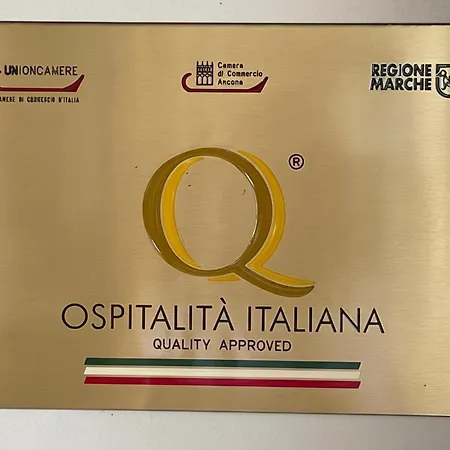 UNIONCAMERE
CAMERE DI COMMERCIO D'ITALIA
Camera
di Commercio
Ancona
REGIONE
MARCHE
Q®
OSPITALITÀ ITALIANA
QUALITY APPROVED